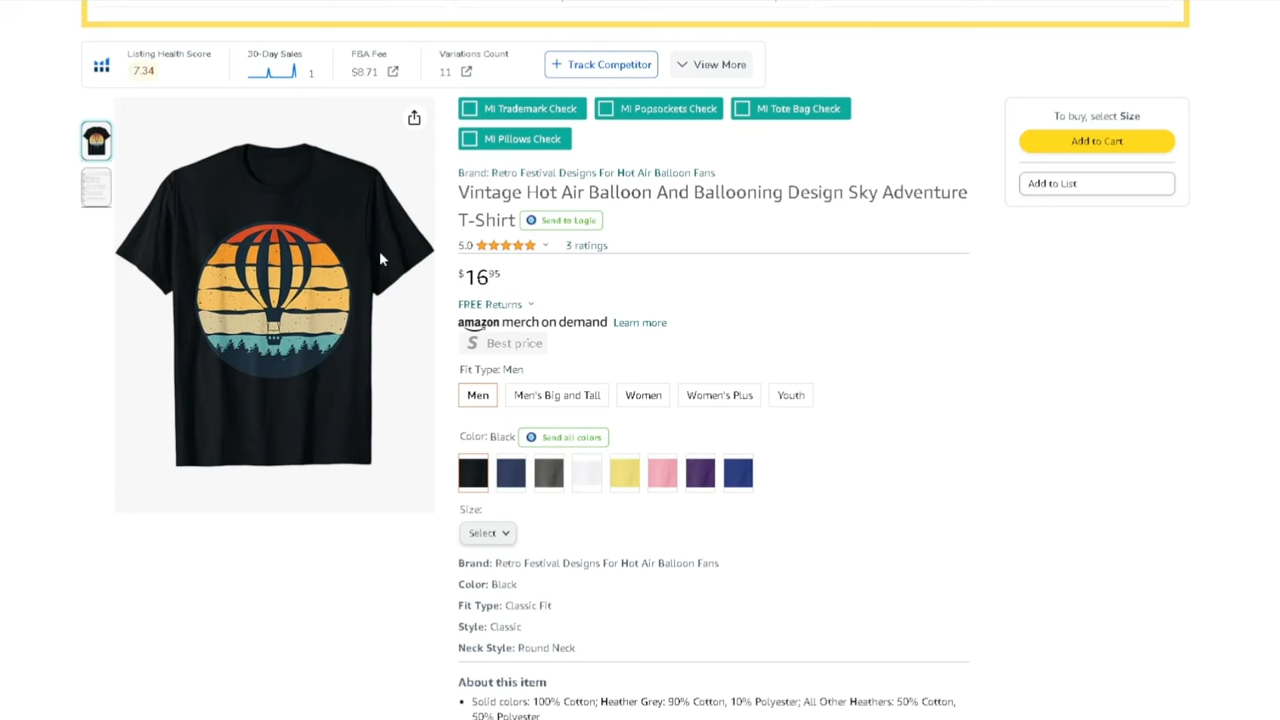 Listing Health Score
7.34
30-Day Sales
1
FBA Fee
$8.71
Variations Count
11
+ Track Competitor
View More
MI Trademark Check
MI Popsockets Check
MI Tote Bag Check
MI Pillows Check
Brand: Retro Festival Designs For Hot Air Balloon Fans
Vintage Hot Air Balloon And Ballooning Design Sky Adventure
T-Shirt
Send to Logie
5.0
3 ratings
$16 95
FREE Returns
amazon merch on demand Learn more
S Best price
Fit Type: Men
Men
Men's Big and Tall
Women
Women's Plus
Youth
Color: Black
Send all colors
Size:
Select
Brand: Retro Festival Designs For Hot Air Balloon Fans
Color: Black
Fit Type: Classic Fit
Style: Classic
Neck Style: Round Neck
About this item
• Solid colors: 100% Cotton; Heather Grey: 90% Cotton, 10% Polyester; All Other Heathers: 50% Cotton,
50% Polyester
To buy, select Size
Add to Cart
Add to List